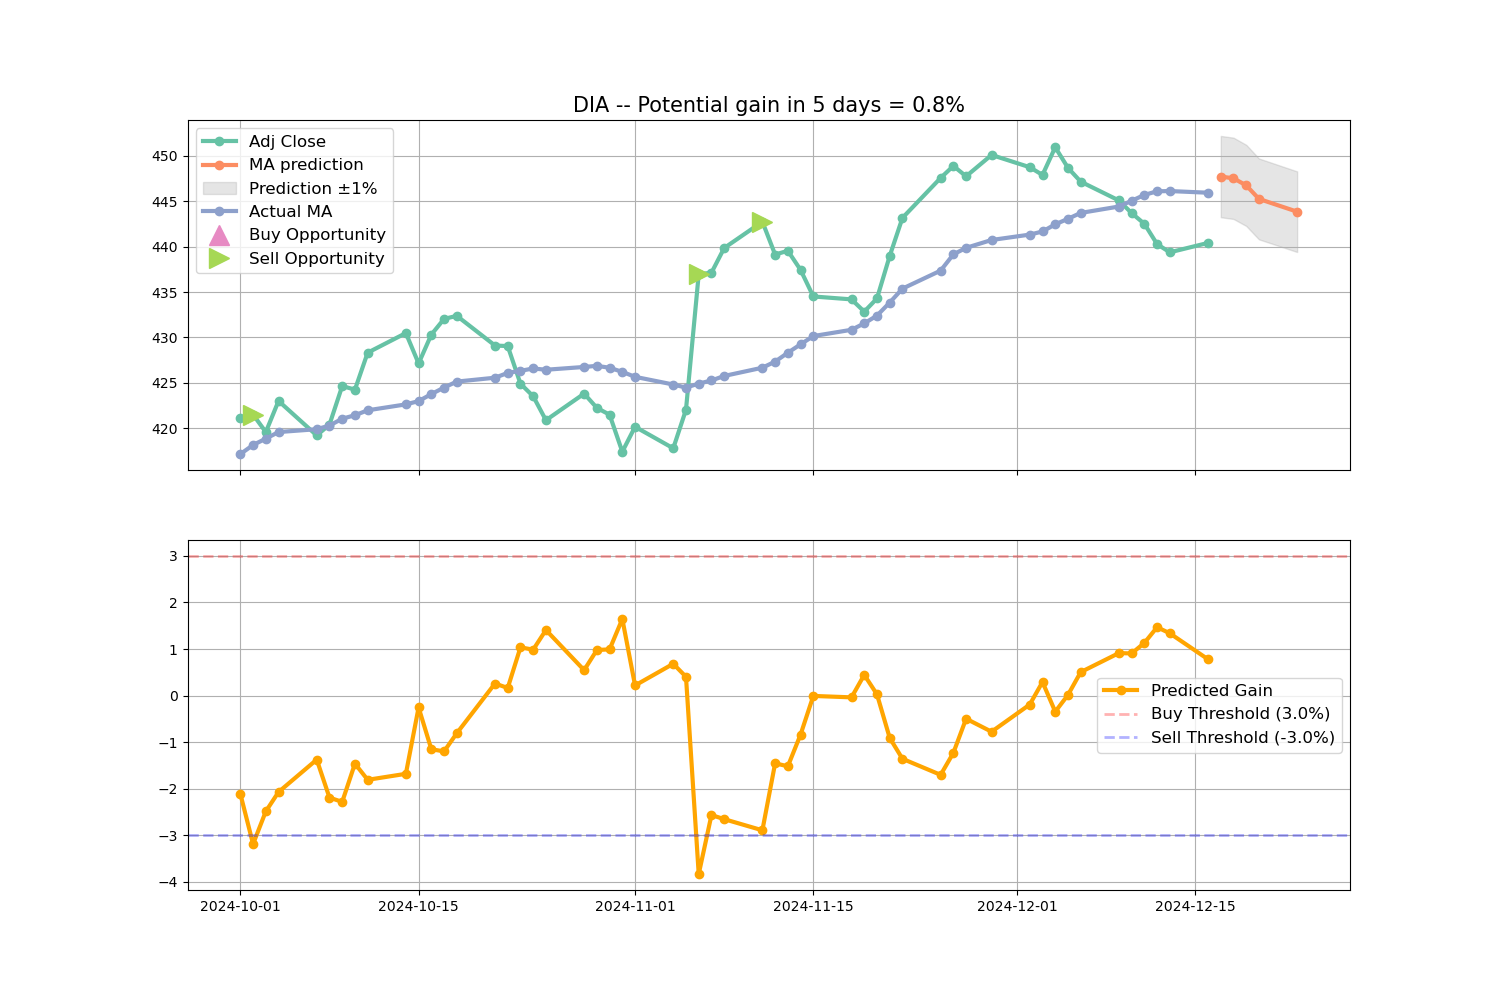 DIA -- Potential gain in 5 days = 0.8%
Adj Close
MA prediction
Prediction ±1%
Actual MA
Buy Opportunity
Sell Opportunity
450
445
440
435
430
425
420
3
2
1
0
−1
−2
−3
−4
Predicted Gain
Buy Threshold (3.0%)
Sell Threshold (-3.0%)
2024-10-01
2024-10-15
2024-11-01
2024-11-15
2024-12-01
2024-12-15